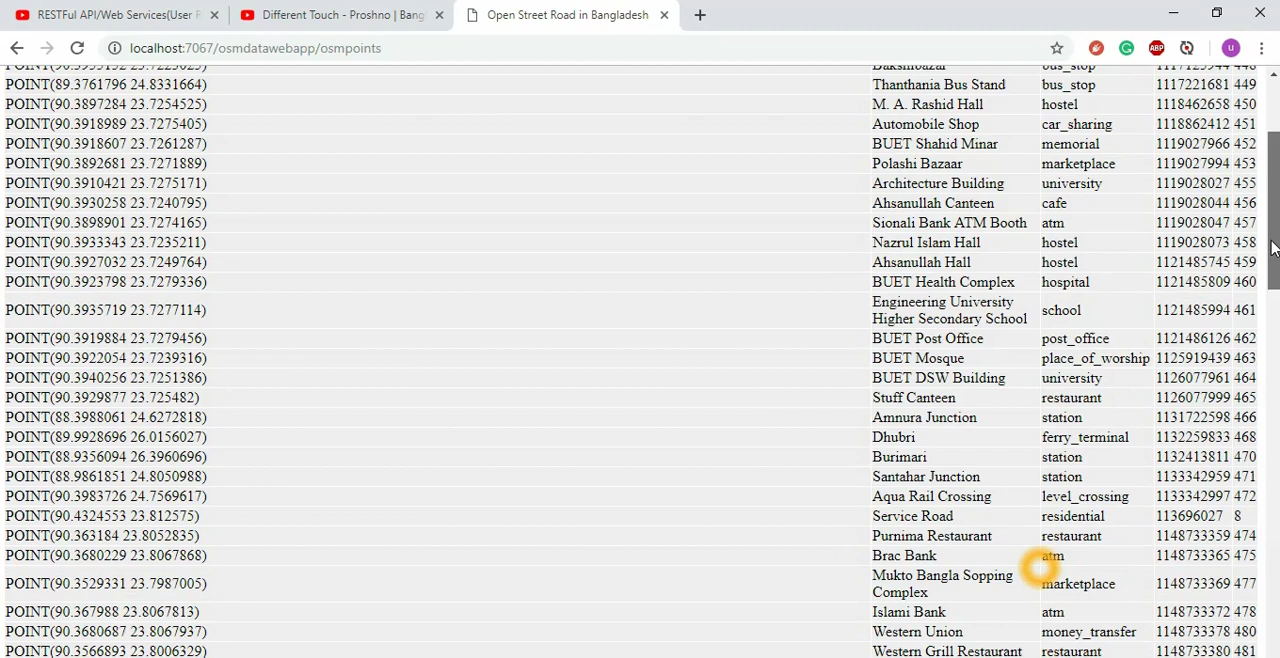 RESTFul API/Web Services(User R
Different Touch - Proshno | Bang
Open Street Road in Bangladesh
localhost:7067/osmdatawebapp/osmpoints
ABP
U
POINT(89.3761796 24.8331664) Thanthania Bus Stand bus_stop 1117221681 449
POINT(90.3897284 23.7254525) M. A. Rashid Hall hostel 1118462658 450
POINT(90.3918989 23.7275405) Automobile Shop car_sharing 1118862412 451
POINT(90.3918607 23.7261287) BUET Shahid Minar memorial 1119027966 452
POINT(90.3892681 23.7271889) Polashi Bazaar marketplace 1119027994 453
POINT(90.3910421 23.7275171) Architecture Building university 1119028027 455
POINT(90.3930258 23.7240795) Ahsanullah Canteen cafe 1119028044 456
POINT(90.3898901 23.7274165) Sionali Bank ATM Booth atm 1119028047 457
POINT(90.3933343 23.7235211) Nazrul Islam Hall hostel 1119028073 458
POINT(90.3927032 23.7249764) Ahsanullah Hall hostel 1121485745 459
POINT(90.3923798 23.7279336) BUET Health Complex hospital 1121485809 460
POINT(90.3935719 23.7277114) Engineering University
Higher Secondary School school 1121485994 461
POINT(90.3919884 23.7279456) BUET Post Office post_office 1121486126 462
POINT(90.3922054 23.7239316) BUET Mosque place_of_worship 1125919439 463
POINT(90.3940256 23.7251386) BUET DSW Building university 1126077961 464
POINT(90.3929877 23.725482) Stuff Canteen restaurant 1126077999 465
POINT(88.3988061 24.6272818) Amnura Junction station 1131722598 466
POINT(89.9928696 26.0156027) Dhubri ferry_terminal 1132259833 468
POINT(88.9356094 26.3960696) Burimari station 1132413811 470
POINT(88.9861851 24.8050988) Santahar Junction station 1133342959 471
POINT(90.3983726 24.7569617) Aqua Rail Crossing level_crossing 1133342997 472
POINT(90.4324553 23.812575) Service Road residential 113696027 8
POINT(90.363184 23.8052835) Purnima Restaurant restaurant 1148733359 474
POINT(90.3680229 23.8067868) Brac Bank atm 1148733365 475
POINT(90.3529331 23.7987005) Mukto Bangla Sopping
Complex marketplace 1148733369 477
POINT(90.367988 23.8067813) Islami Bank atm 1148733372 478
POINT(90.3680687 23.8067937) Western Union money_transfer 1148733378 480
POINT(90.3566893 23.8006329) Western Grill Restaurant restaurant 1148733380 481